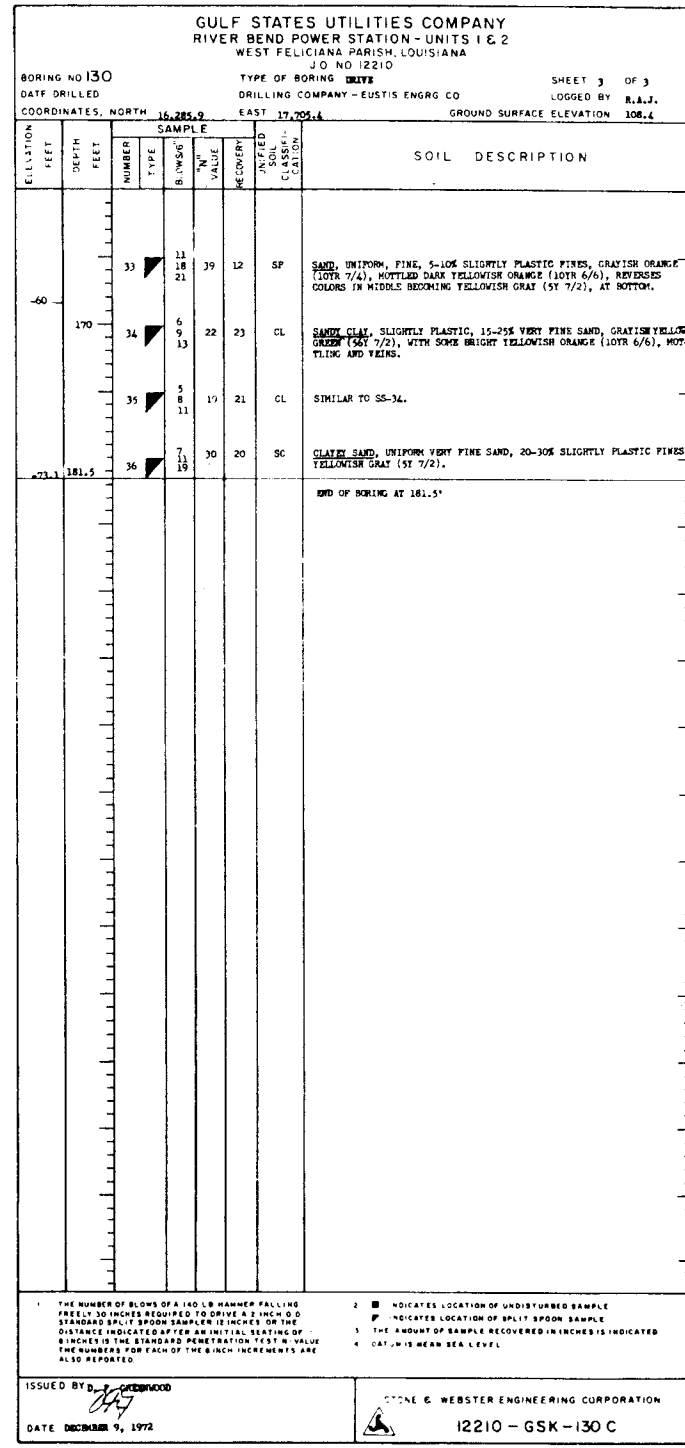 GULF STATES UTILITIES COMPANY
RIVER BEND POWER STATION - UNITS 1 & 2
WEST FELICIANA PARISH, LOUISIANA
J O NO 12210
BORING NO 130 TYPE OF BORING DRIVE SHEET 3 OF 3
DATE DRILLED DRILLING COMPANY - EUSTIS ENGRG CO LOGGED BY R.A.J.
COORDINATES, NORTH 16,285.9 EAST 17,705.4 GROUND SURFACE ELEVATION 108.4
ELEVATION FEET
DEPTH FEET
SAMPLE
NUMBER
TYPE
BLOWS/6"
"N" VALUE
RECOVERY
UNIFIED SOIL CLASSIFICATION
SOIL DESCRIPTION
33 11 18 21 39 12 SP SAND, UNIFORM, FINE, 5-10% SLIGHTLY PLASTIC FINES, GRAYISH ORANGE
(10YR 7/4), MOTTLED DARK YELLOWISH ORANGE (10YR 6/6), REVERSES
COLORS IN MIDDLE BECOMING YELLOWISH GRAY (5Y 7/2), AT BOTTOM.
-60
170
34 6 9 13 22 23 CL SANDY CLAY, SLIGHTLY PLASTIC, 15-25% VERY FINE SAND, GRAYISH YELLOW
GREEN (5GY 7/2), WITH SOME BRIGHT YELLOWISH ORANGE (10YR 6/6), MOT-
TLING AND VEINS.
35 5 8 11 19 21 CL SIMILAR TO SS-34.
36 7 11 19 30 20 SC CLAYEY SAND, UNIFORM VERY FINE SAND, 20-30% SLIGHTLY PLASTIC FINES
YELLOWISH GRAY (5Y 7/2).
-73.1 181.5
END OF BORING AT 181.5'
1 THE NUMBER OF BLOWS OF A 140 LB HAMMER FALLING
FREELY 30 INCHES REQUIRED TO DRIVE A 2 INCH O D
STANDARD SPLIT SPOON SAMPLER 12 INCHES OR THE
DISTANCE INDICATED AFTER AN INITIAL SEATING OF
6 INCHES IS THE STANDARD PENETRATION TEST N-VALUE
THE NUMBERS FOR EACH OF THE 6 INCH INCREMENTS ARE
ALSO REPORTED.
2 INDICATES LOCATION OF UNDISTURBED SAMPLE
INDICATES LOCATION OF SPLIT SPOON SAMPLE
3 THE AMOUNT OF SAMPLE RECOVERED IN INCHES IS INDICATED
4 DATUM IS MEAN SEA LEVEL
ISSUED BY D. P. GREENWOOD
DATE DECEMBER 9, 1972
STONE & WEBSTER ENGINEERING CORPORATION
12210 - GSK - 130 C